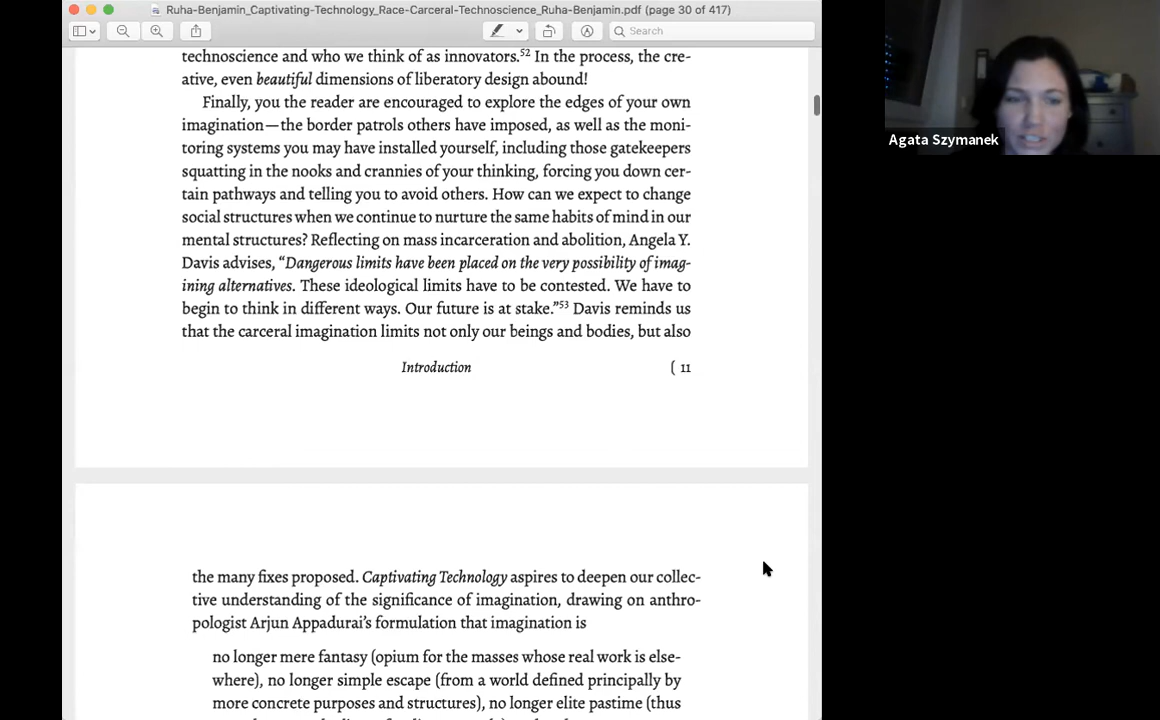 Ruha-Benjamin_Captivating-Technology_Race-Carceral-Technoscience_Ruha-Benjamin.pdf (page 30 of 417)
Search
Agata Szymanek
technoscience and who we think of as innovators.52 In the process, the cre-
ative, even beautiful dimensions of liberatory design abound!
Finally, you the reader are encouraged to explore the edges of your own
imagination—the border patrols others have imposed, as well as the moni-
toring systems you may have installed yourself, including those gatekeepers
squatting in the nooks and crannies of your thinking, forcing you down cer-
tain pathways and telling you to avoid others. How can we expect to change
social structures when we continue to nurture the same habits of mind in our
mental structures? Reflecting on mass incarceration and abolition, Angela Y.
Davis advises, “Dangerous limits have been placed on the very possibility of imag-
ining alternatives. These ideological limits have to be contested. We have to
begin to think in different ways. Our future is at stake.”53 Davis reminds us
that the carceral imagination limits not only our beings and bodies, but also
Introduction ( 11
the many fixes proposed. Captivating Technology aspires to deepen our collec-
tive understanding of the significance of imagination, drawing on anthro-
pologist Arjun Appadurai’s formulation that imagination is
no longer mere fantasy (opium for the masses whose real work is else-
where), no longer simple escape (from a world defined principally by
more concrete purposes and structures), no longer elite pastime (thus